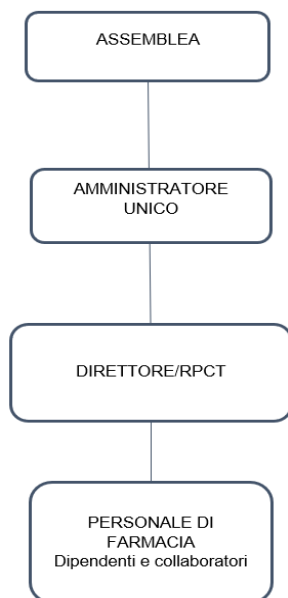 ASSEMBLEA
AMMINISTRATORE
UNICO
DIRETTORE/RPCT
PERSONALE DI
FARMACIA
Dipendenti e collaboratori